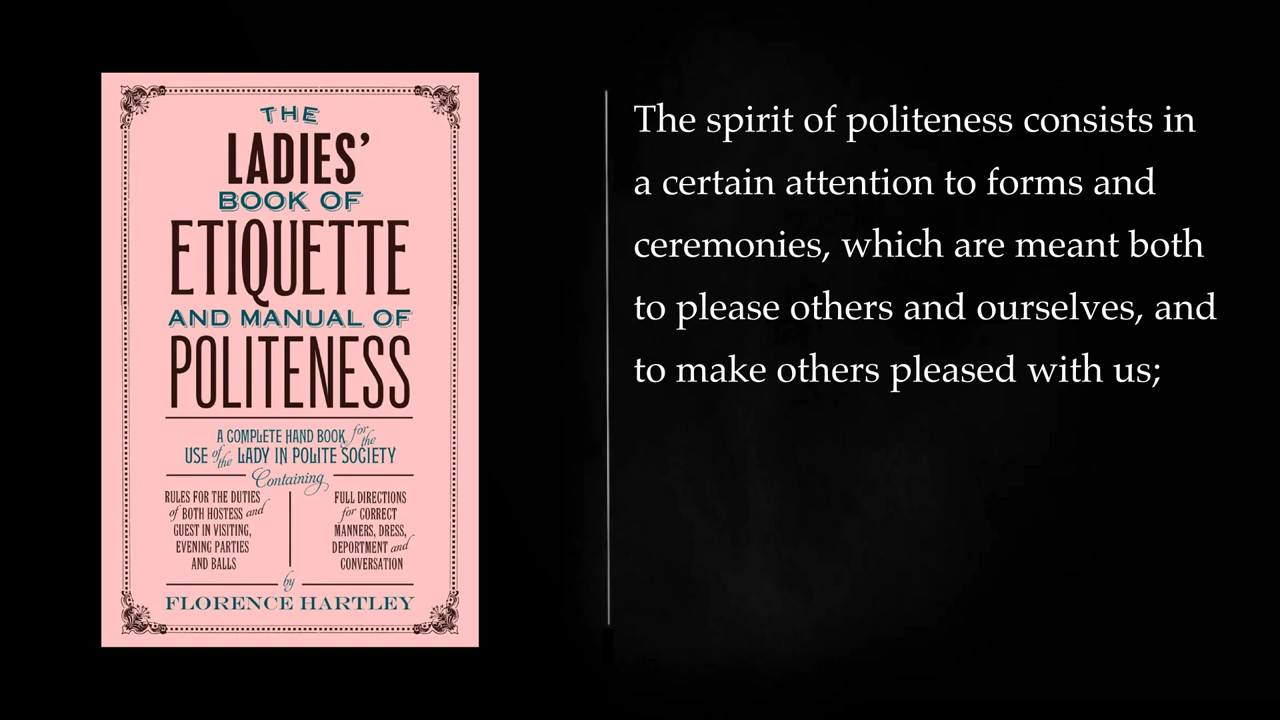 THE
LADIES’
BOOK OF
ETIQUETTE
AND MANUAL OF
POLITENESS
A COMPLETE HAND BOOK for the
USE of the LADY IN POLITE SOCIETY
Containing
RULES FOR THE DUTIES
of BOTH HOSTESS and
GUEST IN VISITING,
EVENING PARTIES
AND BALLS
FULL DIRECTIONS
for CORRECT
MANNERS, DRESS,
DEPORTMENT and
CONVERSATION
by
FLORENCE HARTLEY
The spirit of politeness consists in
a certain attention to forms and
ceremonies, which are meant both
to please others and ourselves, and
to make others pleased with us;